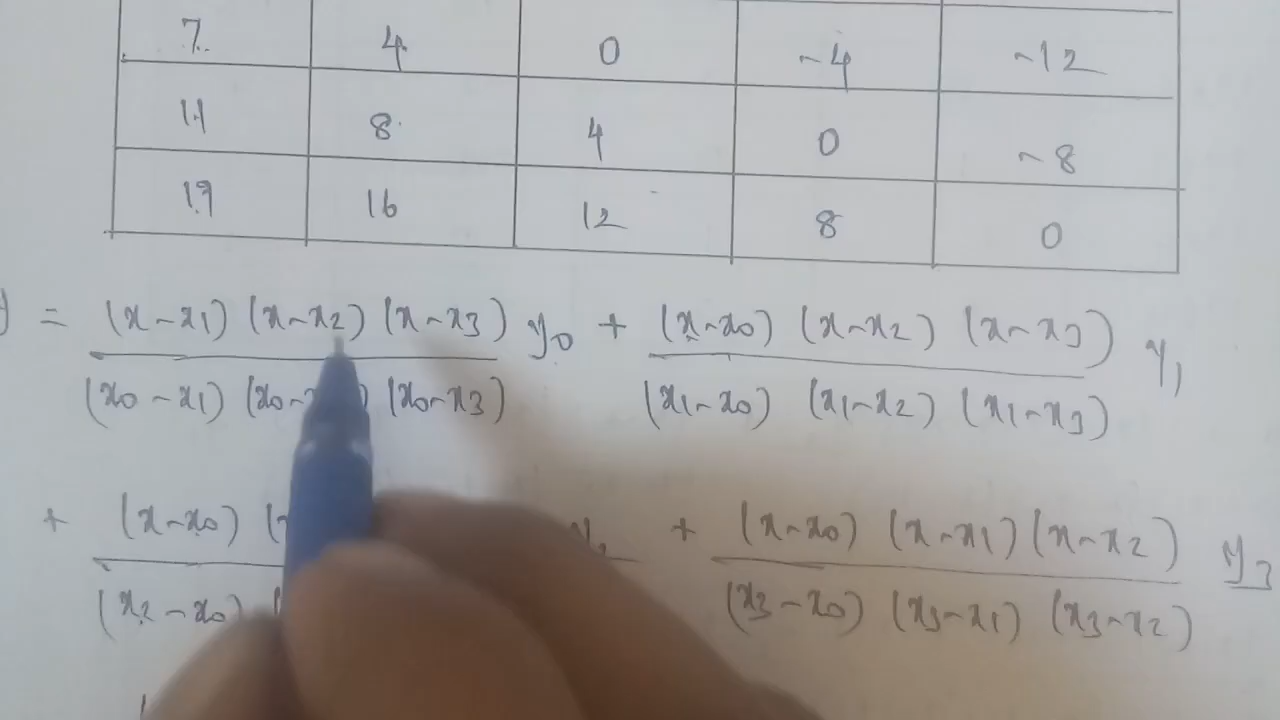 7 4 0 -4 -12
11 8 4 0 -8
19 16 12 8 0
= (x-x1) (x-x2) (x-x3) y0 + (x-x0) (x-x2) (x-x3) y1
(x0-x1) (x0- ) (x0-x3) (x1-x0) (x1-x2) (x1-x3)
+ (x-x0) ( + (x-x0) (x-x1) (x-x2) y3
(x2-x0) (x3-x0) (x3-x1) (x3-x2)